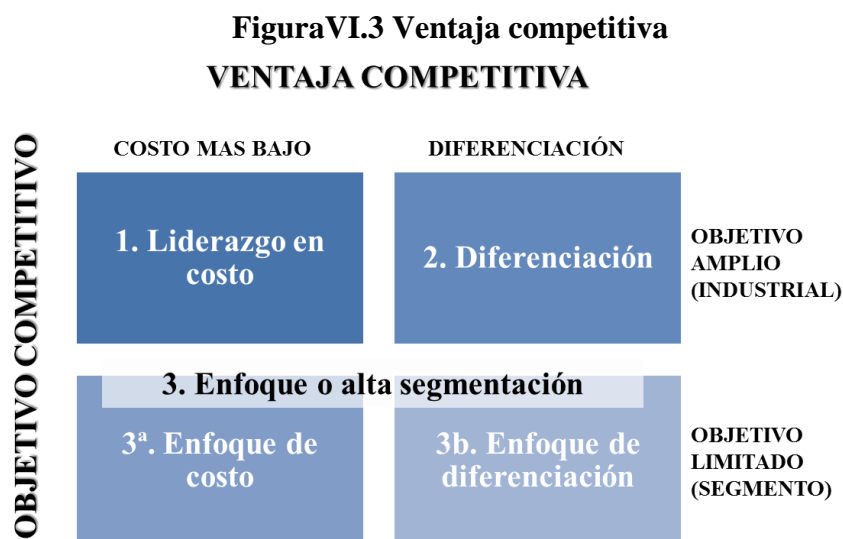 FiguraVI.3 Ventaja competitiva
VENTAJA COMPETITIVA
OBJETIVO COMPETITIVO
COSTO MAS BAJO
DIFERENCIACIÓN
1. Liderazgo en
costo
2. Diferenciación
OBJETIVO
AMPLIO
(INDUSTRIAL)
3. Enfoque o alta segmentación
3ª. Enfoque de
costo
3b. Enfoque de
diferenciación
OBJETIVO
LIMITADO
(SEGMENTO)